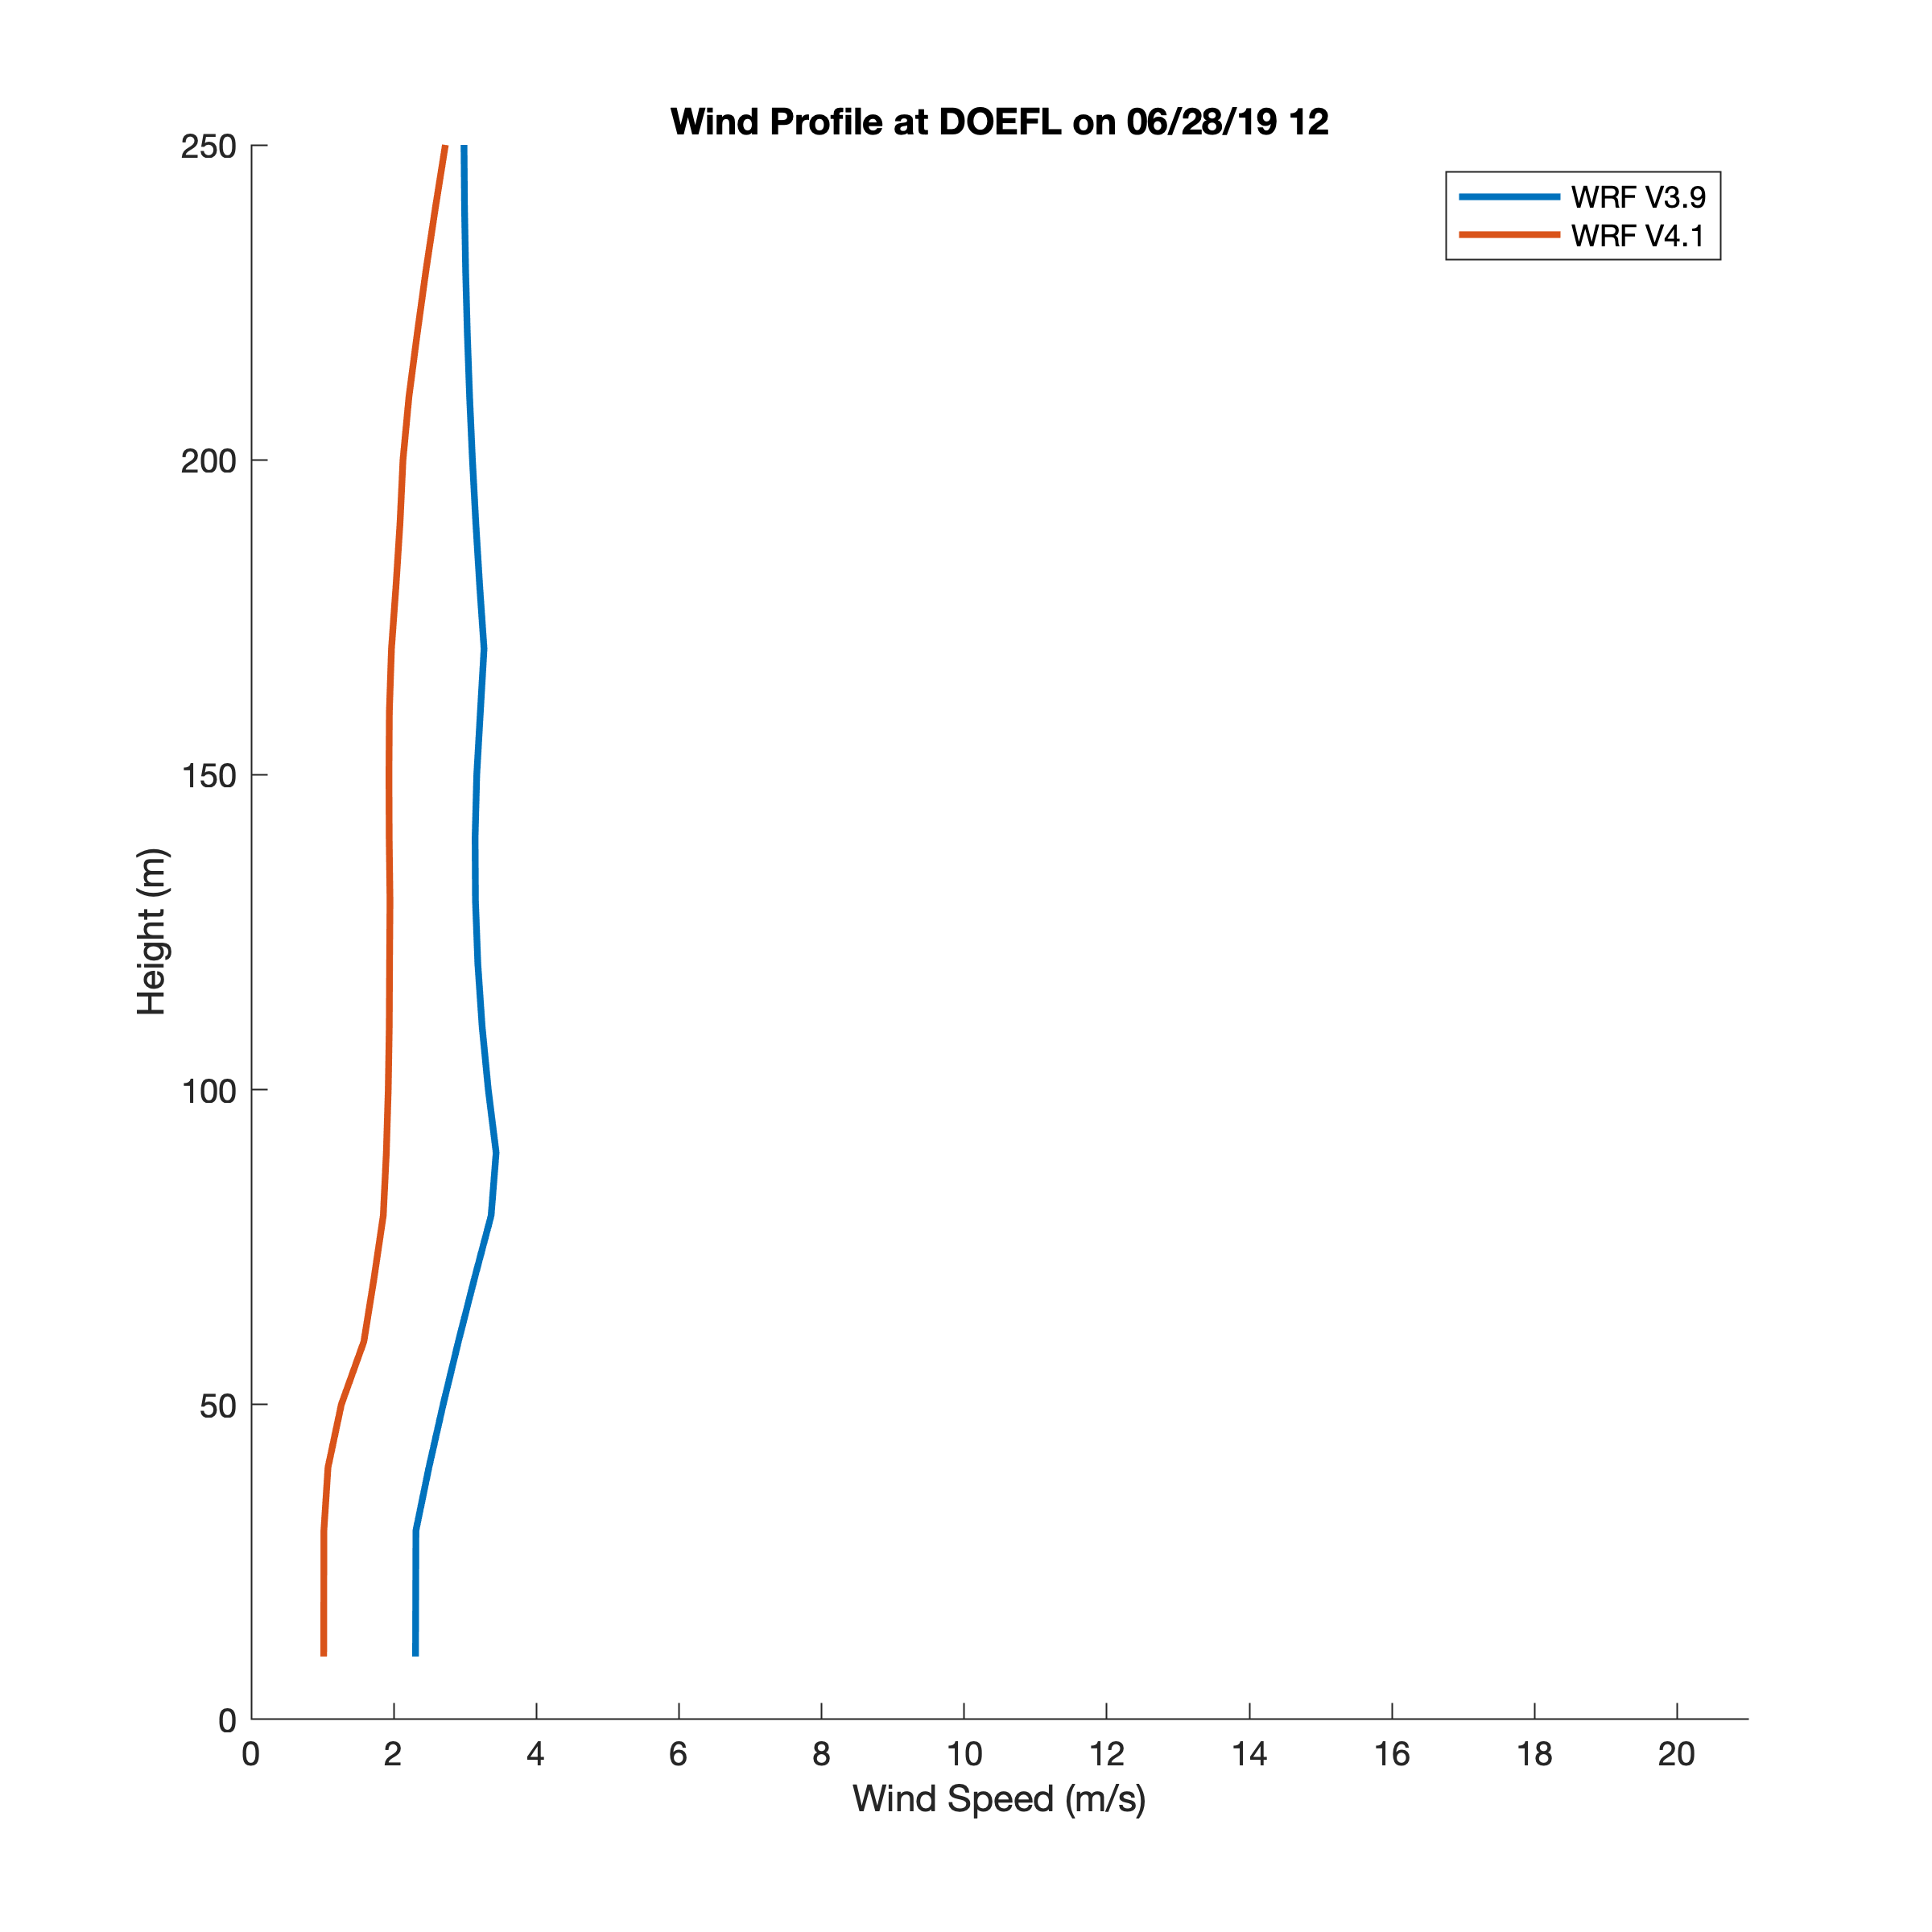 Wind Profile at DOEFL on 06/28/19 12
WRF V3.9
WRF V4.1
250
200
150
100
50
0
Height (m)
0 2 4 6 8 10 12 14 16 18 20
Wind Speed (m/s)